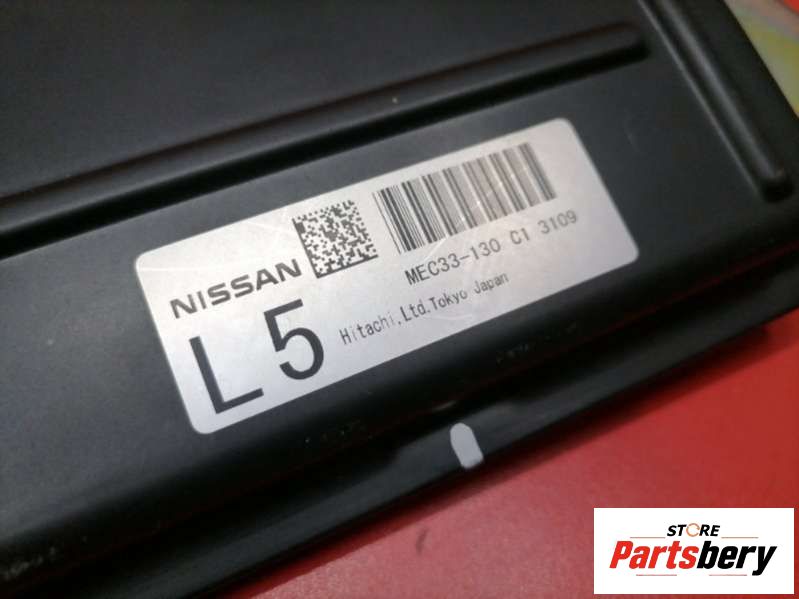 NISSAN
MEC33-130 C1 3109
L5
Hitachi,Ltd.Tokyo Japan
STORE
Partsbery